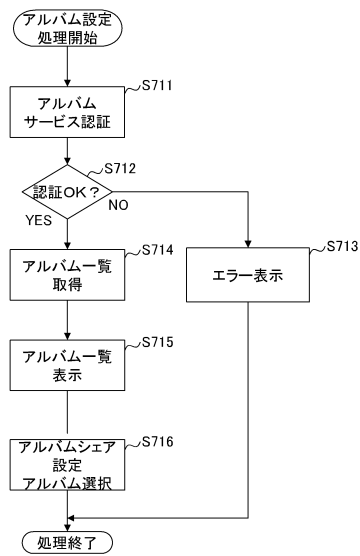 アルバム設定
処理開始
S711
アルバム
サービス認証
S712
認証OK?
NO
YES
S714
アルバム一覧
取得
S713
エラー表示
S715
アルバム一覧
表示
S716
アルバムシェア
設定
アルバム選択
処理終了